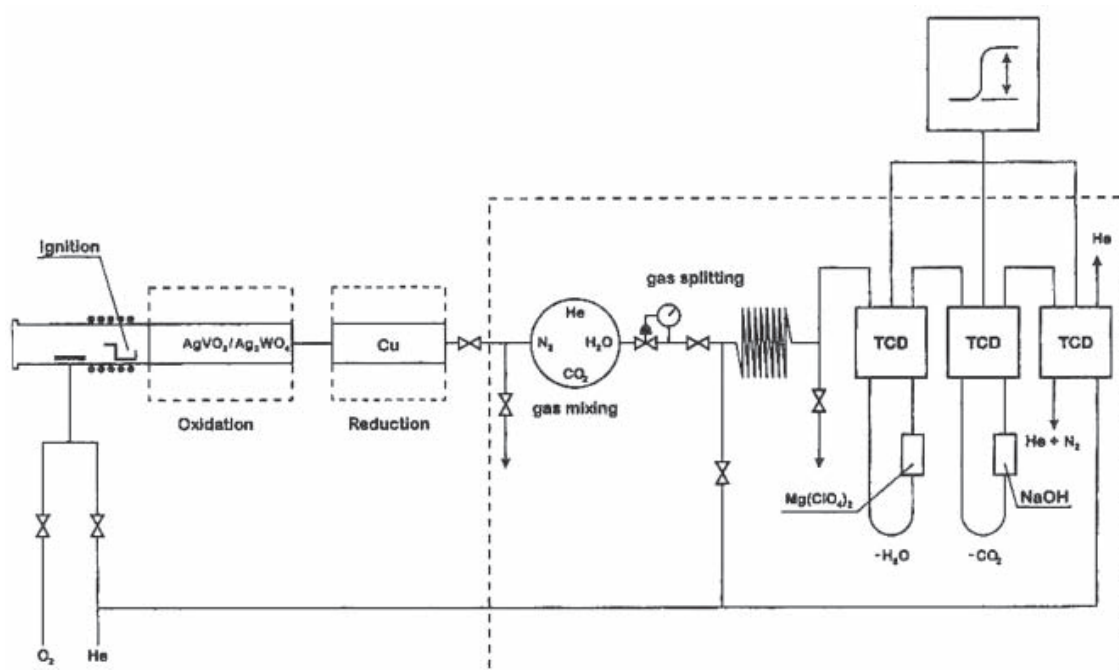 Ignition
AgVO₃/Ag₂WO₄
Oxidation
Cu
Reduction
He
N₂
H₂O
CO₂
gas mixing
gas splitting
TCD
TCD
TCD
He
He + N₂
Mg(ClO₄)₂
NaOH
-H₂O
-CO₂
O₂
He